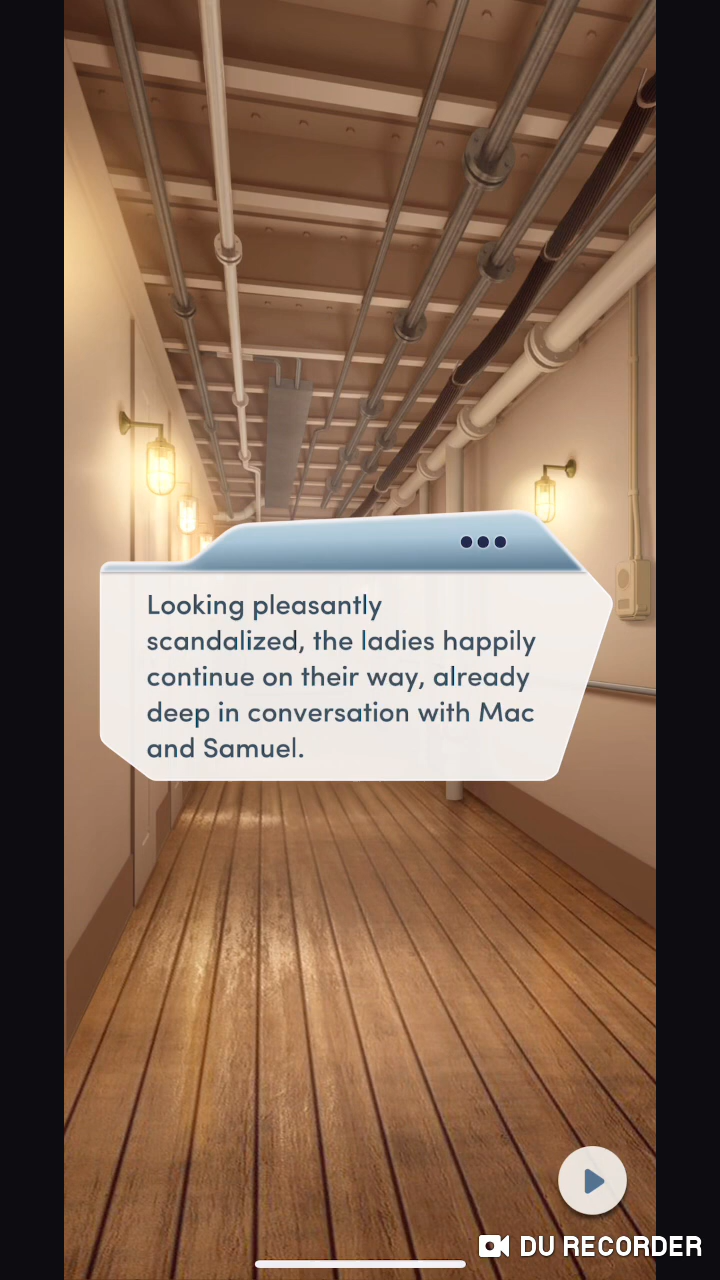 Looking pleasantly
scandalized, the ladies happily
continue on their way, already
deep in conversation with Mac
and Samuel.
DU RECORDER